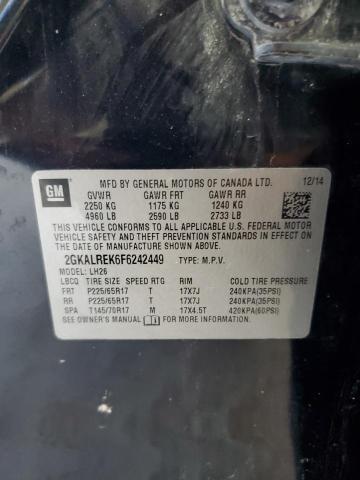 GM
MFD BY GENERAL MOTORS OF CANADA LTD. 12/14
GVWR GAWR FRT GAWR RR
2250 KG 1175 KG 1240 KG
4960 LB 2590 LB 2733 LB
THIS VEHICLE CONFORMS TO ALL APPLICABLE U.S. FEDERAL MOTOR
VEHICLE SAFETY AND THEFT PREVENTION STANDARDS IN EFFECT ON
THE DATE OF MANUFACTURE SHOWN ABOVE.
2GKALREK6F6242449 TYPE: M.P.V.
MODEL: LH26
LBCQ TIRE SIZE SPEED RTG RIM COLD TIRE PRESSURE
FRT P225/65R17 T 17X7J 240KPA(35PSI)
RR P225/65R17 T 17X7J 240KPA(35PSI)
SPA T145/70R17 M 17X4.5T 420KPA(60PSI)
SEE OWNER'S MANUAL FOR MORE INFORMATION.